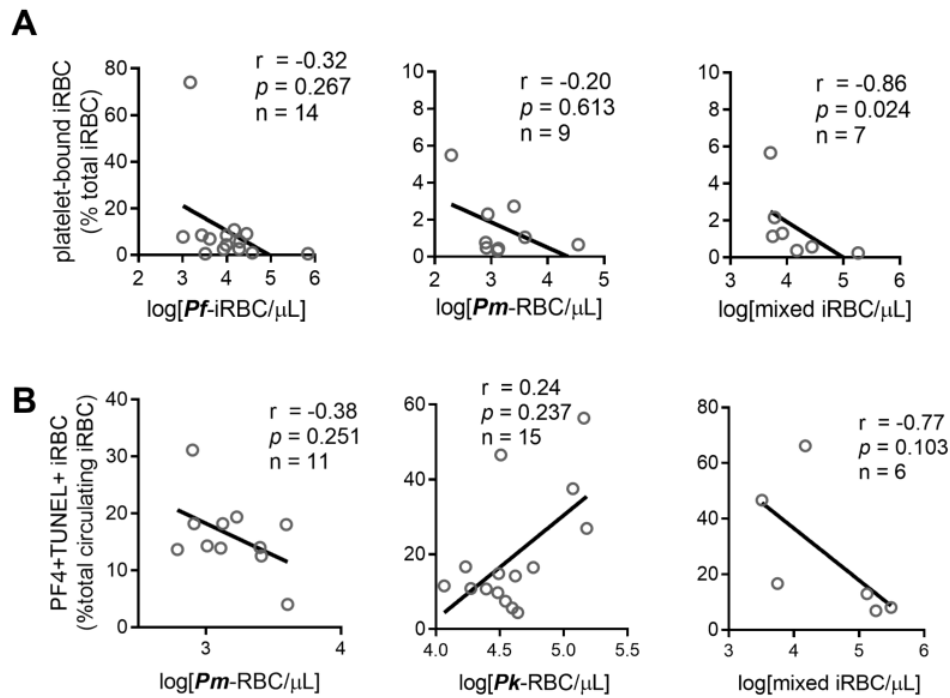 A
platelet-bound iRBC
(% total iRBC)
80
60
40
20
0
2 3 4 5 6
log[Pf-iRBC/μL]
r = -0.32
p = 0.267
n = 14
10
8
6
4
2
0
2 3 4 5
log[Pm-RBC/μL]
r = -0.20
p = 0.613
n = 9
10
8
6
4
2
0
3 4 5 6
log[mixed iRBC/μL]
r = -0.86
p = 0.024
n = 7
B
PF4+TUNEL+ iRBC
(%total circulating iRBC)
40
30
20
10
0
3 4
log[Pm-RBC/μL]
r = -0.38
p = 0.251
n = 11
60
40
20
0
4.0 4.5 5.0 5.5
log[Pk-RBC/μL]
r = 0.24
p = 0.237
n = 15
80
60
40
20
0
3 4 5 6
log[mixed iRBC/μL]
r = -0.77
p = 0.103
n = 6